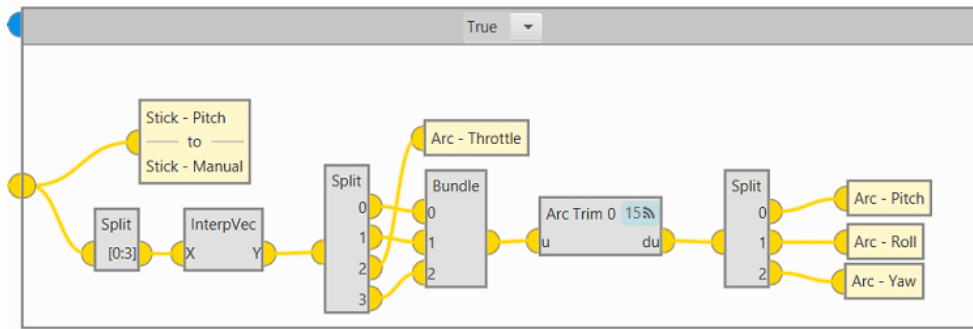 True
Stick - Pitch
to
Stick - Manual
Split
[0:3]
InterpVec
X Y
Split
0
1
2
3
Arc - Throttle
Bundle
0
1
2
Arc Trim 0 15
u du
Split
0
1
2
Arc - Pitch
Arc - Roll
Arc - Yaw